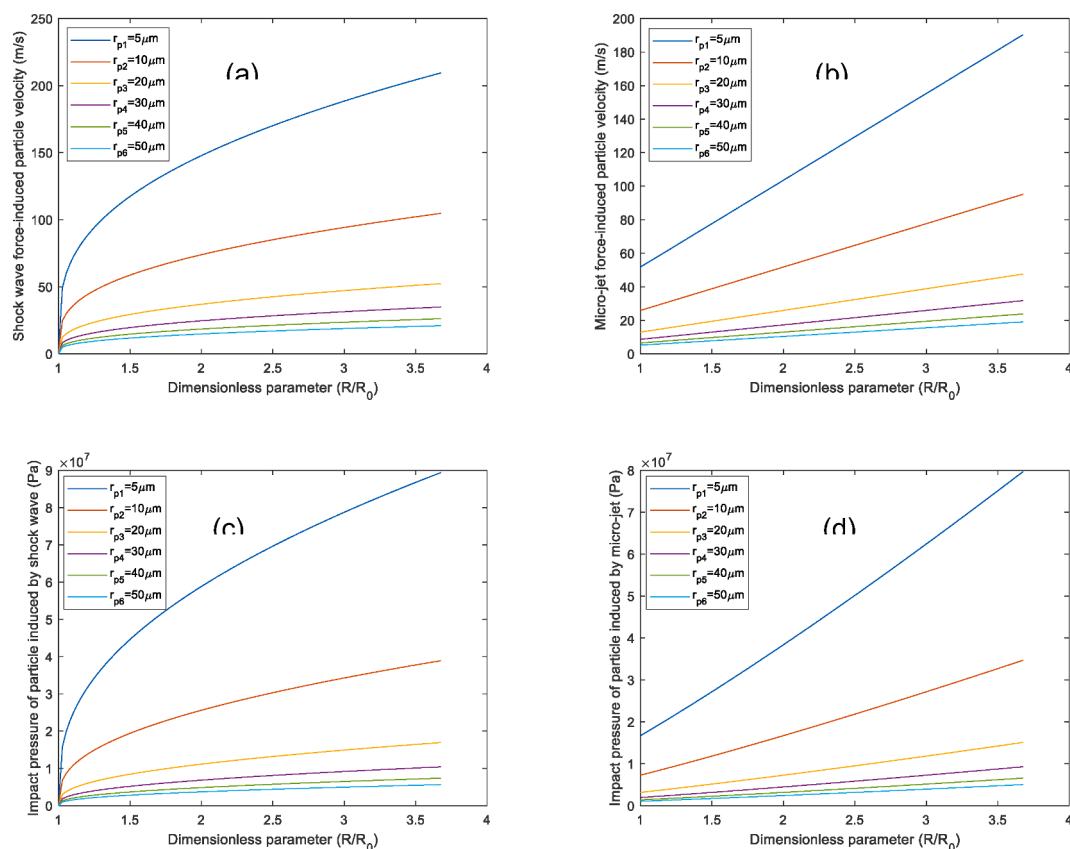 250
200
150
100
50
0
Shock wave force-induced particle velocity (m/s)
r_p1=5μm
r_p2=10μm
r_p3=20μm
r_p4=30μm
r_p5=40μm
r_p6=50μm
(a)
1 1.5 2 2.5 3 3.5 4
Dimensionless parameter (R/R_0)
200
180
160
140
120
100
80
60
40
20
0
Micro-jet force-induced particle velocity (m/s)
r_p1=5μm
r_p2=10μm
r_p3=20μm
r_p4=30μm
r_p5=40μm
r_p6=50μm
(b)
1 1.5 2 2.5 3 3.5 4
Dimensionless parameter (R/R_0)
×10^7
9
8
7
6
5
4
3
2
1
0
Impact pressure of particle induced by shock wave (Pa)
r_p1=5μm
r_p2=10μm
r_p3=20μm
r_p4=30μm
r_p5=40μm
r_p6=50μm
(c)
1 1.5 2 2.5 3 3.5 4
Dimensionless parameter (R/R_0)
×10^7
8
7
6
5
4
3
2
1
0
Impact pressure of particle induced by micro-jet (Pa)
r_p1=5μm
r_p2=10μm
r_p3=20μm
r_p4=30μm
r_p5=40μm
r_p6=50μm
(d)
1 1.5 2 2.5 3 3.5 4
Dimensionless parameter (R/R_0)